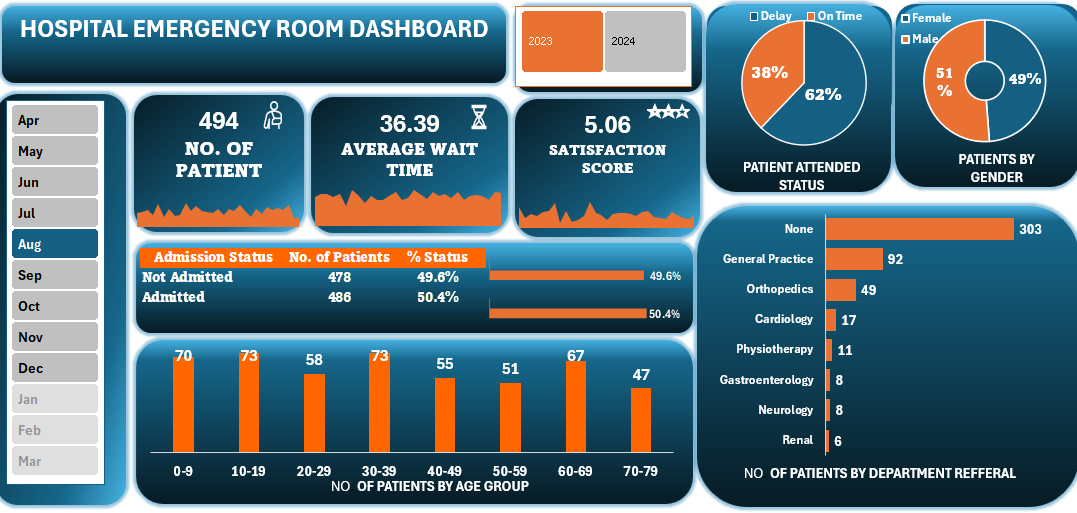 HOSPITAL EMERGENCY ROOM DASHBOARD
2023
2024
Delay
On Time
38%
62%
PATIENT ATTENDED
STATUS
Female
Male
51
%
49%
PATIENTS BY
GENDER
Apr
May
Jun
Jul
Aug
Sep
Oct
Nov
Dec
Jan
Feb
Mar
494
NO. OF
PATIENT
36.39
AVERAGE WAIT
TIME
5.06
SATISFACTION
SCORE
Admission Status No. of Patients % Status
Not Admitted 478 49.6%
Admitted 486 50.4%
49.6%
50.4%
70 73 58 73 55 51 67 47
0-9 10-19 20-29 30-39 40-49 50-59 60-69 70-79
NO OF PATIENTS BY AGE GROUP
None 303
General Practice 92
Orthopedics 49
Cardiology 17
Physiotherapy 11
Gastroenterology 8
Neurology 8
Renal 6
NO OF PATIENTS BY DEPARTMENT REFFERAL